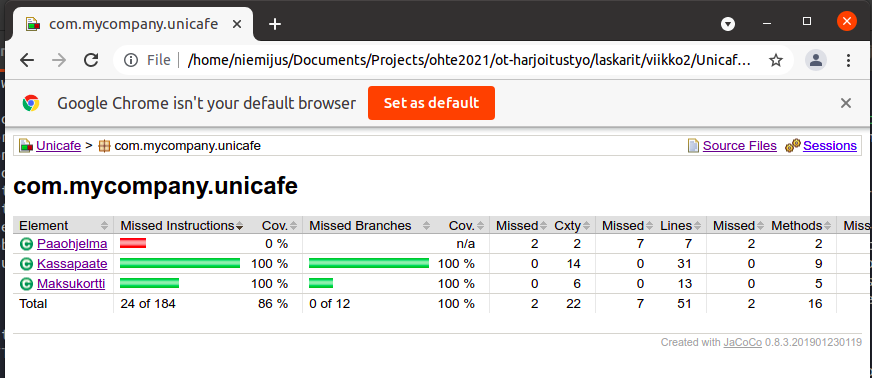 com.mycompany.unicafe
File /home/niemijus/Documents/Projects/ohte2021/ot-harjoitustyo/laskarit/viikko2/Unicaf…
Google Chrome isn't your default browser Set as default
Unicafe > com.mycompany.unicafe Source Files Sessions
com.mycompany.unicafe
Element Missed Instructions Cov. Missed Branches Cov. Missed Cxty Missed Lines Missed Methods Miss
Paaohjelma 0 % n/a 2 2 7 7 2 2
Kassapaate 100 % 100 % 0 14 0 31 0 9
Maksukortti 100 % 100 % 0 6 0 13 0 5
Total 24 of 184 86 % 0 of 12 100 % 2 22 7 51 2 16
Created with JaCoCo 0.8.3.201901230119